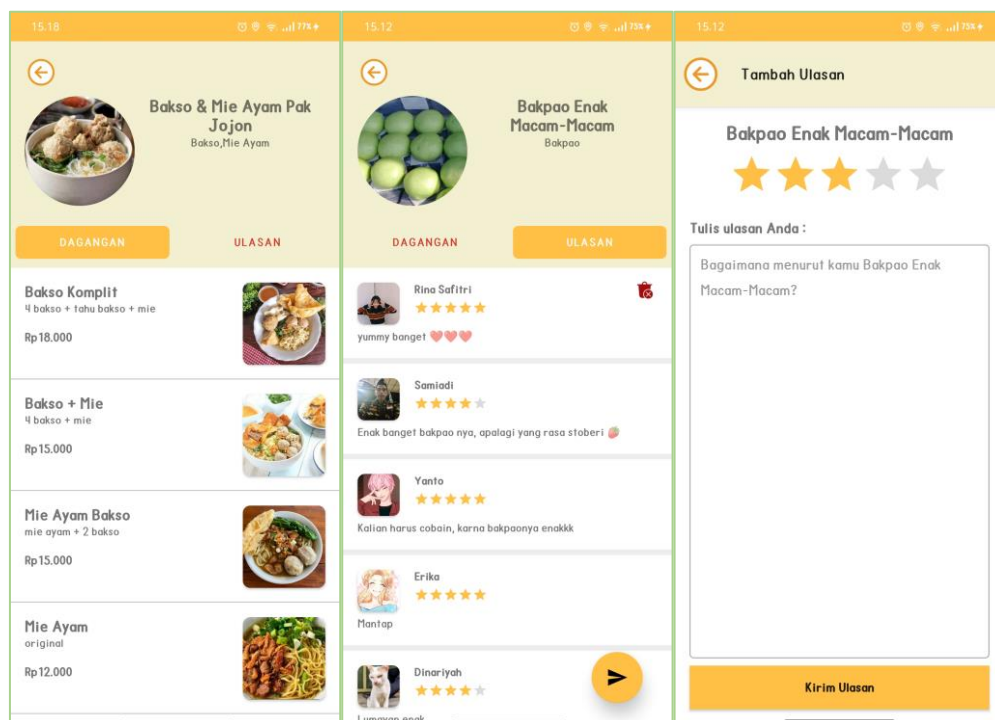 15.18
77%
Bakso & Mie Ayam Pak
Jojon
Bakso,Mie Ayam
DAGANGAN
ULASAN
Bakso Komplit
4 bakso + tahu bakso + mie
Rp18.000
Bakso + Mie
4 bakso + mie
Rp15.000
Mie Ayam Bakso
mie ayam + 2 bakso
Rp15.000
Mie Ayam
original
Rp12.000
15.12
75%
Bakpao Enak
Macam-Macam
Bakpao
DAGANGAN
ULASAN
Rina Safitri
yummy banget
Samiadi
Enak banget bakpao nya, apalagi yang rasa stoberi 🍓
Yanto
Kalian harus cobain, karna bakpaonya enakkk
Erika
Mantap
Dinariyah
Lumayan enak
15.12
75%
Tambah Ulasan
Bakpao Enak Macam-Macam
Tulis ulasan Anda :
Bagaimana menurut kamu Bakpao Enak
Macam-Macam?
Kirim Ulasan